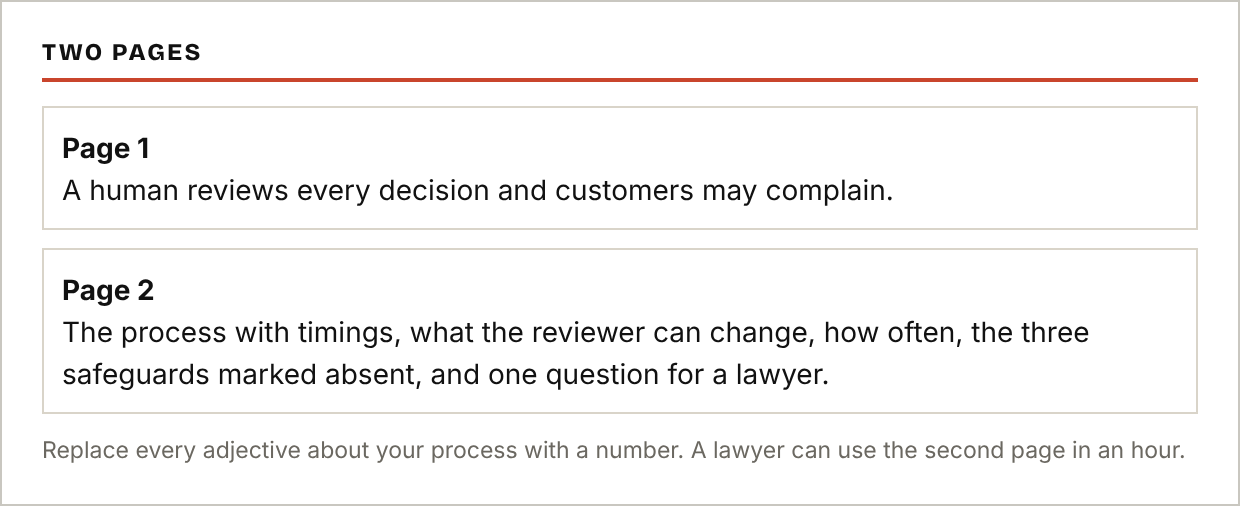 TWO PAGES
Page 1
A human reviews every decision and customers may complain.
Page 2
The process with timings, what the reviewer can change, how often, the three
safeguards marked absent, and one question for a lawyer.
Replace every adjective about your process with a number. A lawyer can use the second page in an hour.